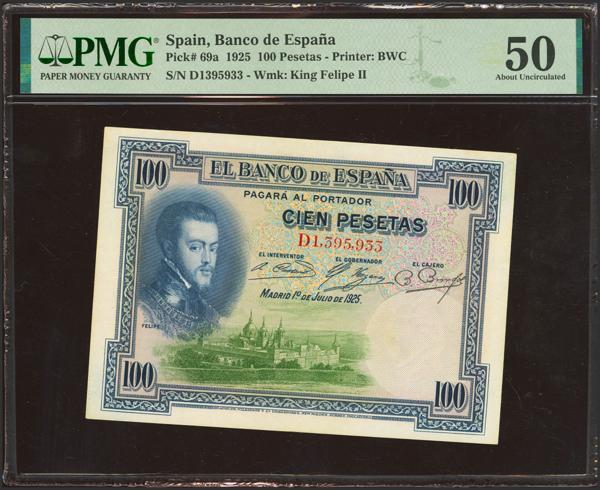 PMG
PAPER MONEY GUARANTY
Spain, Banco de España
Pick# 69a 1925 100 Pesetas - Printer: BWC
S/N D1395933 - Wmk: King Felipe II
50
About Uncirculated
100
EL BANCO DE ESPAÑA
100
PAGARÁ AL PORTADOR
CIEN PESETAS
D1,395,933
EL INTERVENTOR
EL GOBERNADOR
EL CAJERO
MADRID 1º DE JULIO DE 1925.
FELIPE
100
100